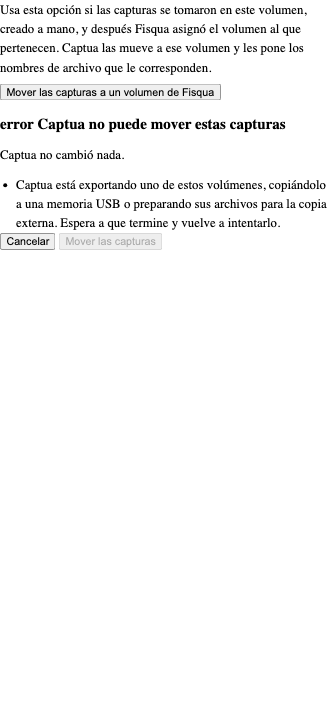 Usa esta opción si las capturas se tomaron en este volumen,
creado a mano, y después Fisqua asignó el volumen al que
pertenecen. Captua las mueve a ese volumen y les pone los
nombres de archivo que le corresponden.
Mover las capturas a un volumen de Fisqua
error Captua no puede mover estas capturas
Captua no cambió nada.
• Captua está exportando uno de estos volúmenes, copiándolo
a una memoria USB o preparando sus archivos para la copia
externa. Espera a que termine y vuelve a intentarlo.
Cancelar Mover las capturas